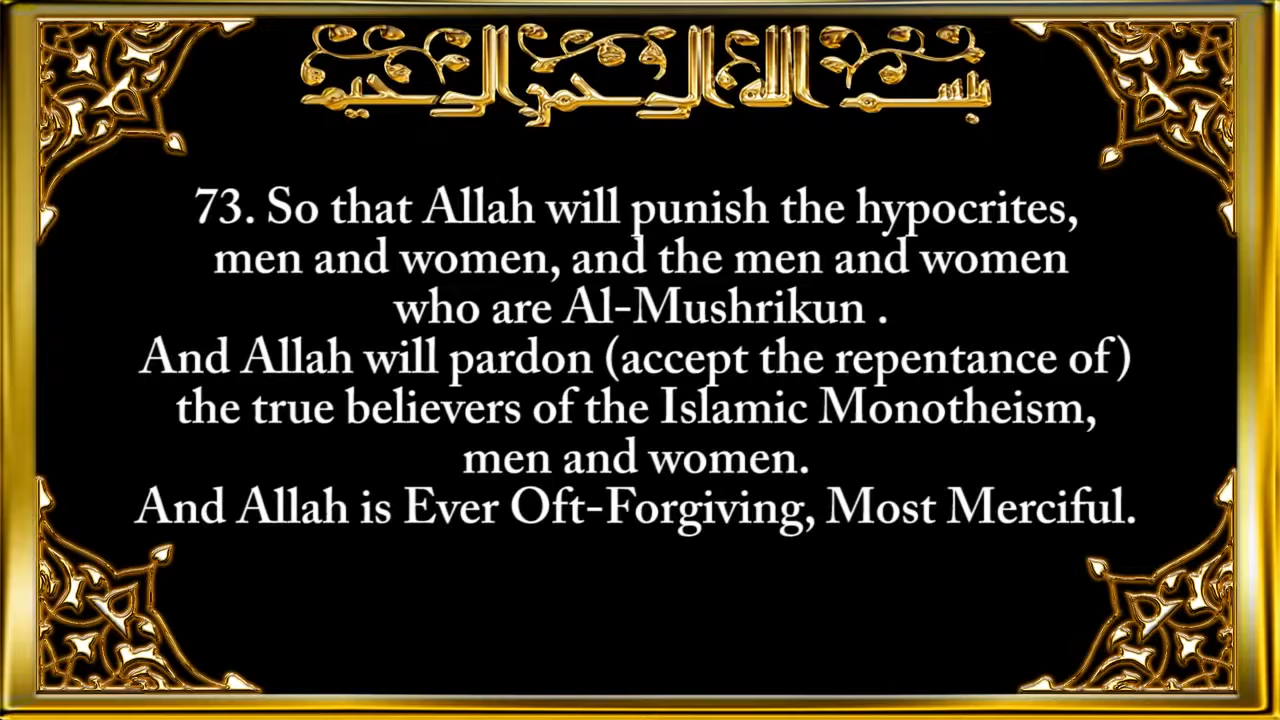 بسم الله الرحمن الرحيم
73. So that Allah will punish the hypocrites,
men and women, and the men and women
who are Al-Mushrikun .
And Allah will pardon (accept the repentance of)
the true believers of the Islamic Monotheism,
men and women.
And Allah is Ever Oft-Forgiving, Most Merciful.